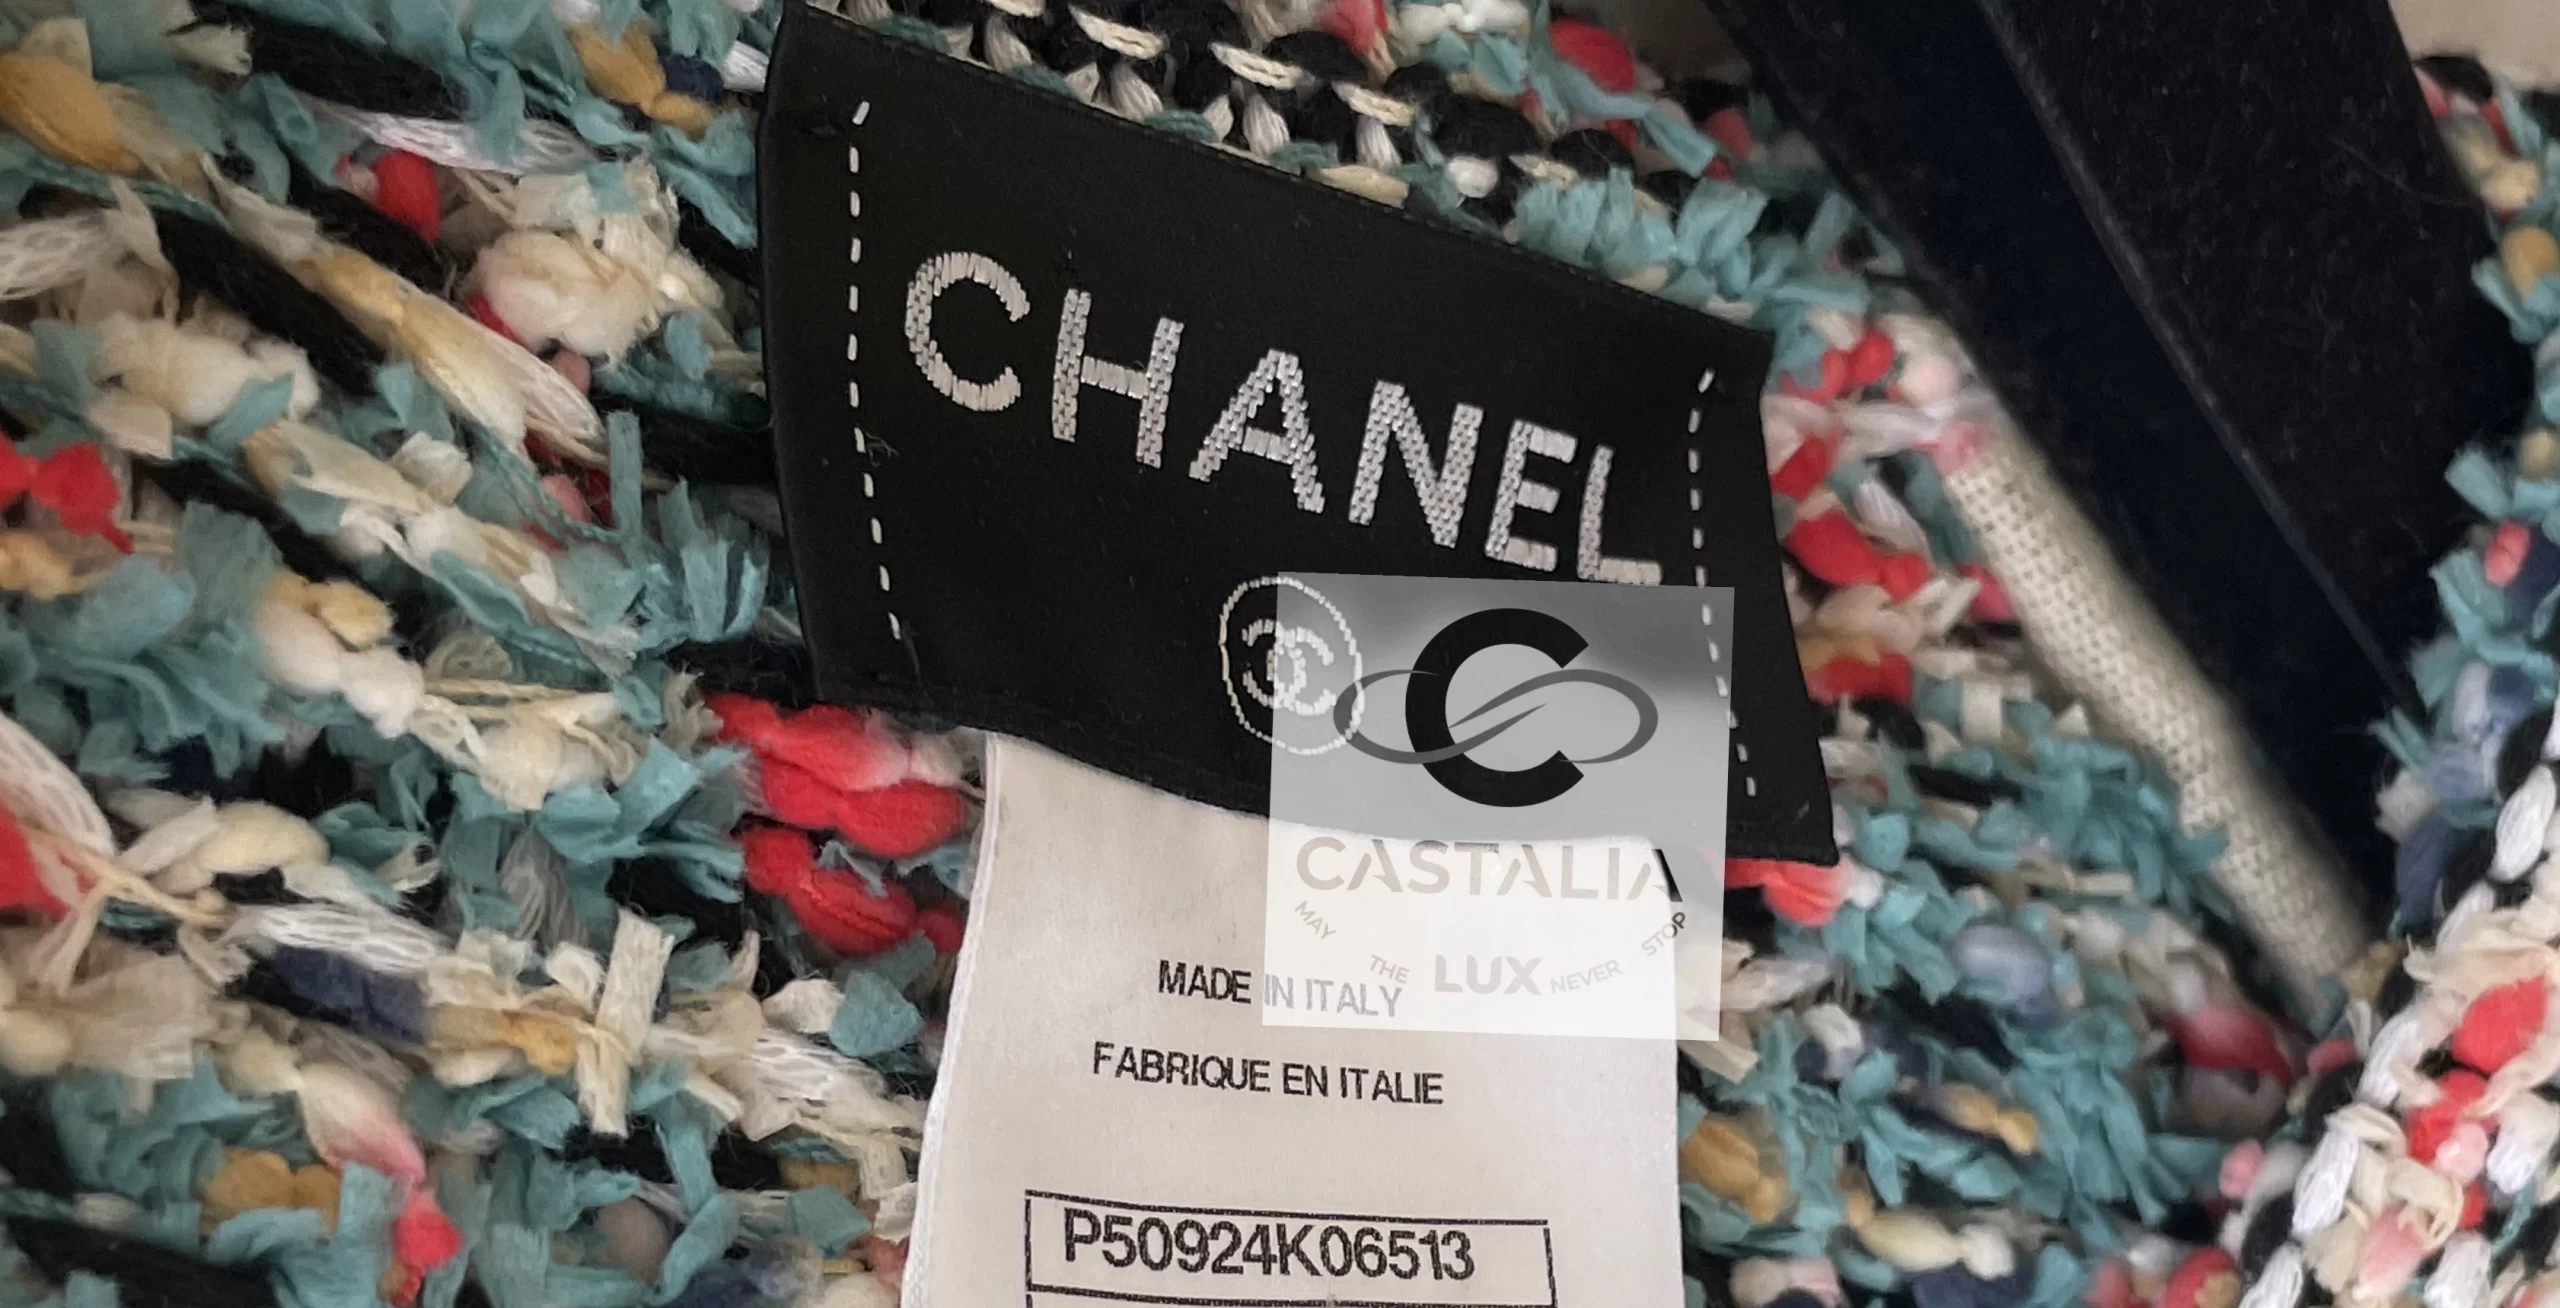 CHANEL
CASTALIA
MAY THE LUX NEVER STOP
MADE IN ITALY
FABRIQUE EN ITALIE
P50924K06513